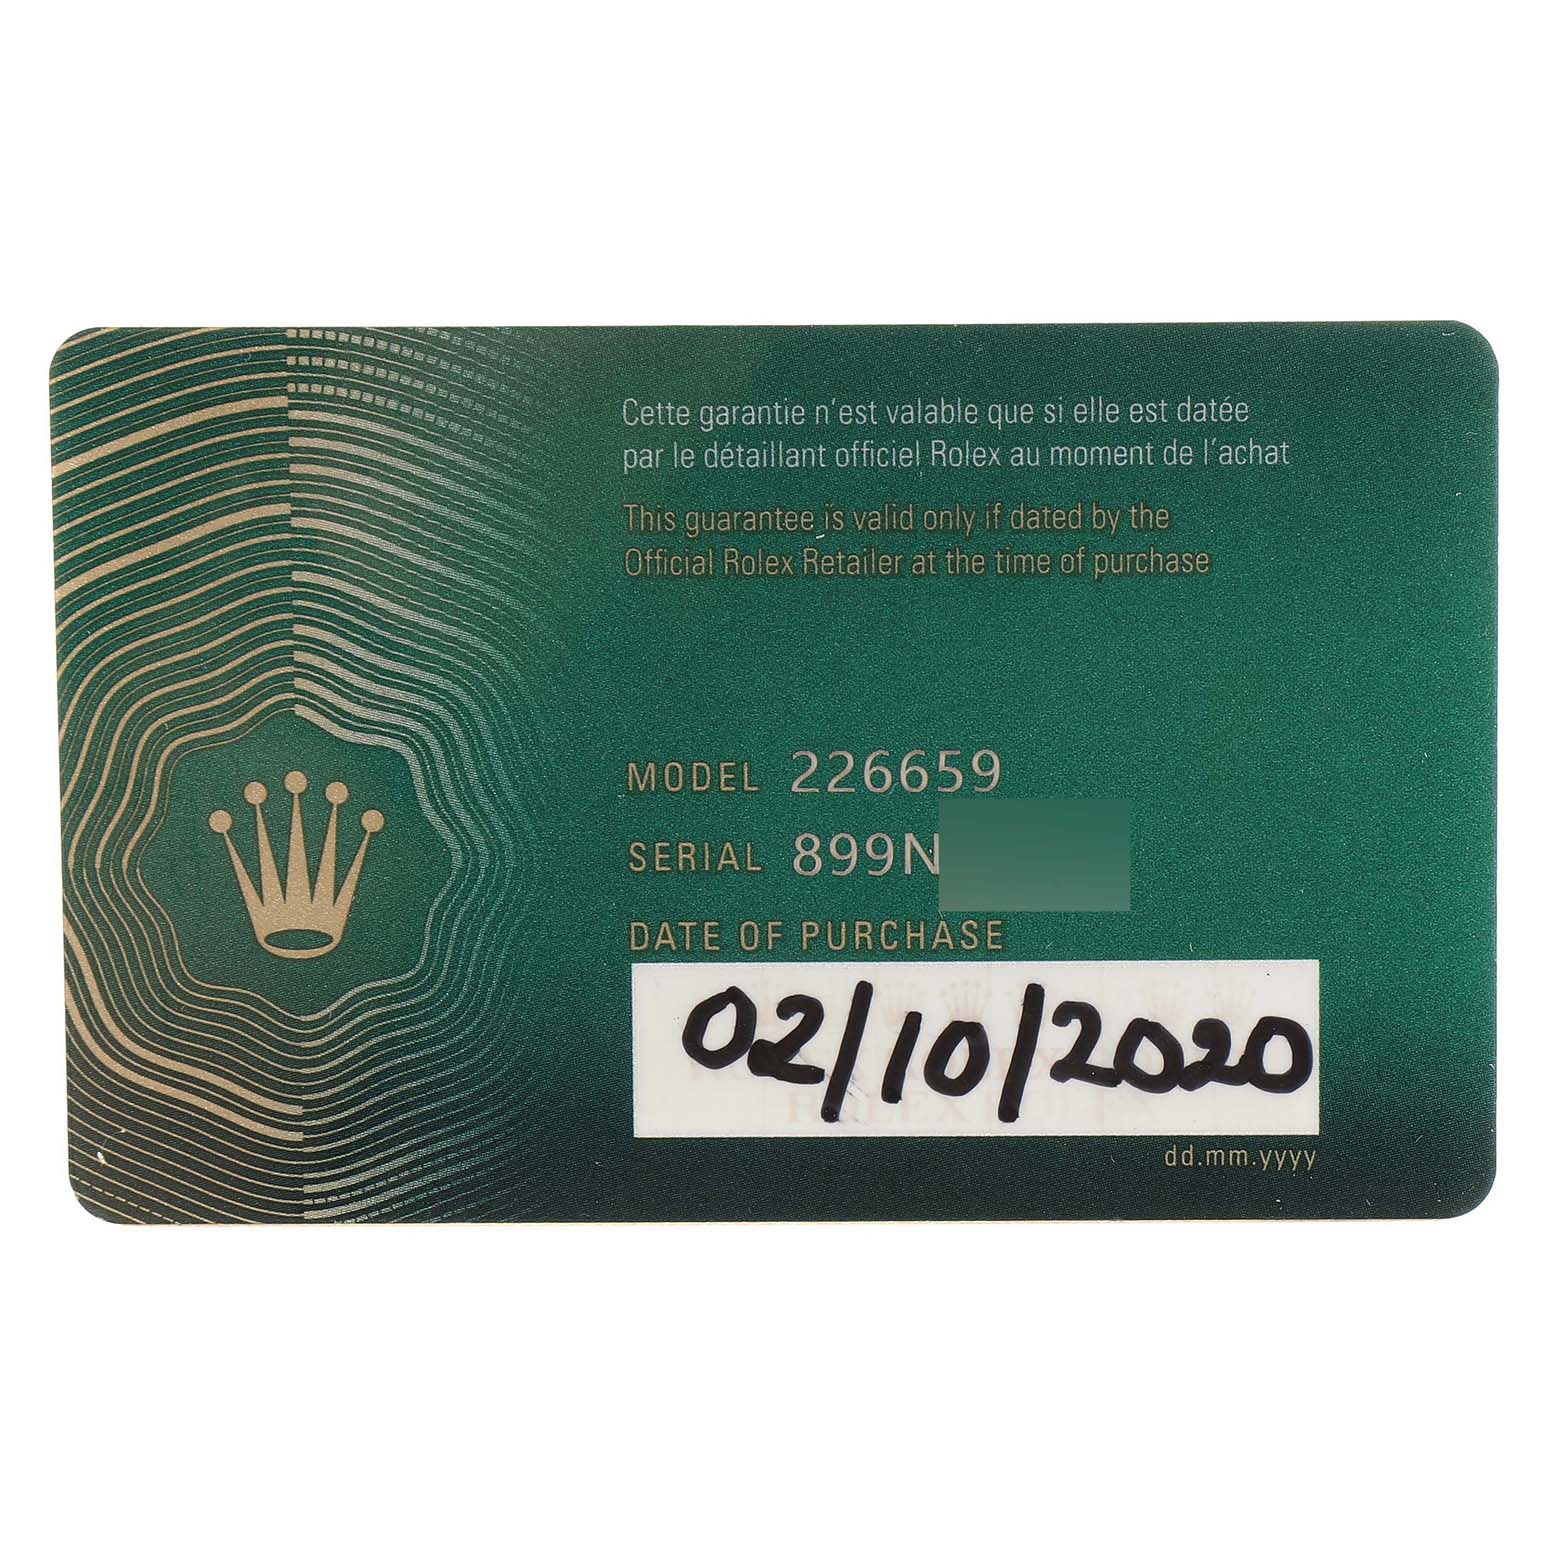 Cette garantie n'est valable que si elle est datée
par le détaillant officiel Rolex au moment de l'achat
This guarantee is valid only if dated by the
Official Rolex Retailer at the time of purchase
MODEL 226659
SERIAL 899N
DATE OF PURCHASE
02/10/2020
dd.mm.yyyy